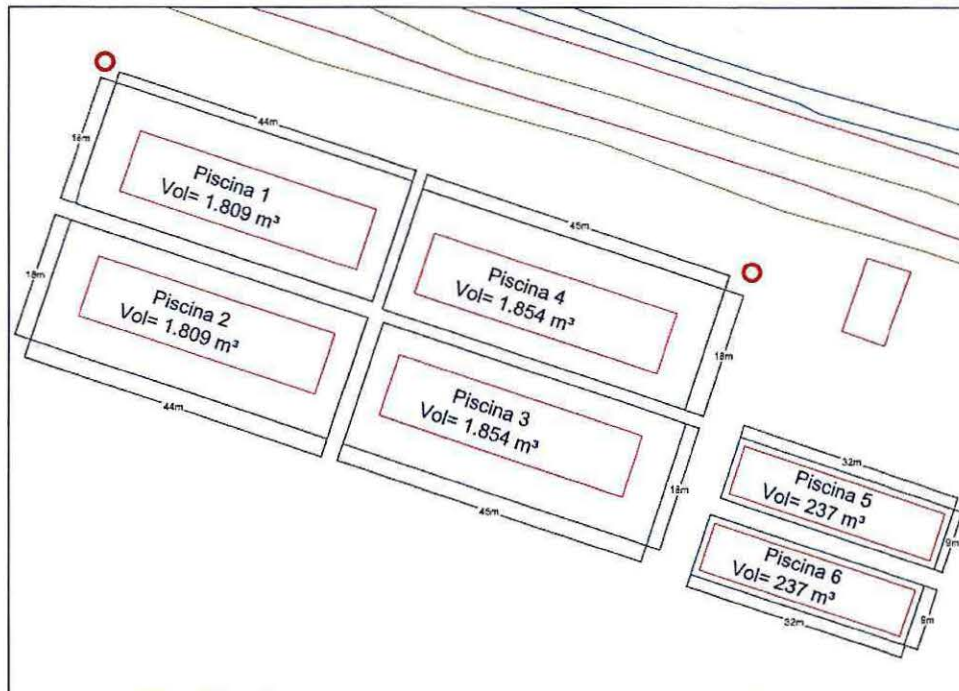 44m
18m
Piscina 1
Vol= 1.809 m³
45m
Piscina 4
Vol= 1.854 m³
18m
18m
Piscina 2
Vol= 1.809 m³
44m
Piscina 3
Vol= 1.854 m³
18m
45m
32m
Piscina 5
Vol= 237 m³
9m
Piscina 6
Vol= 237 m³
9m
32m